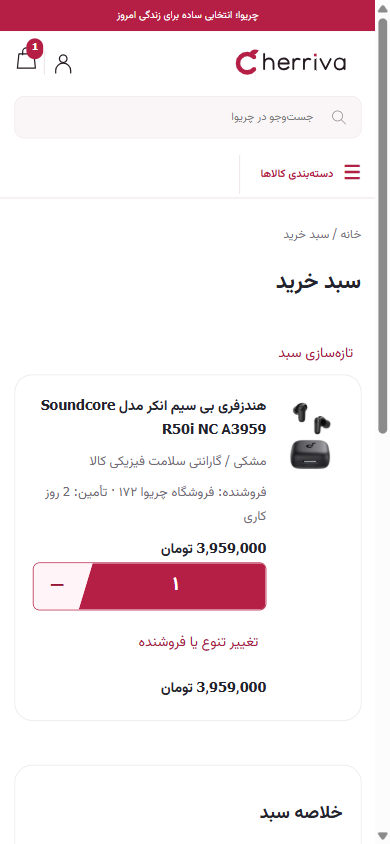 چریوا؛ انتخابی ساده برای زندگی امروز
Cherriva
1
جست‌وجو در چریوا
دسته‌بندی کالاها
خانه / سبد خرید
سبد خرید
تازه‌سازی سبد
هندزفری بی سیم انکر مدل Soundcore
R50i NC A3959
مشکی / گارانتی سلامت فیزیکی کالا
فروشنده: فروشگاه چریوا ۱۷۲ · تأمین: 2 روز
کاری
3,959,000 تومان
۱
−
تغییر تنوع یا فروشنده
3,959,000 تومان
خلاصه سبد